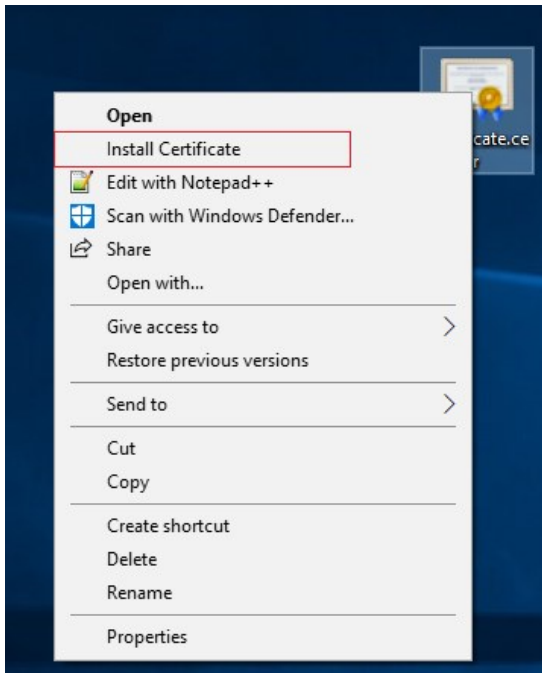 Open
cate.ce
Install Certificate
r
Edit with Notepad++
Scan with Windows Defender...
Share
Open with...
Give access to
Restore previous versions
Send to
Cut
Copy
Create shortcut
Delete
Rename
Properties